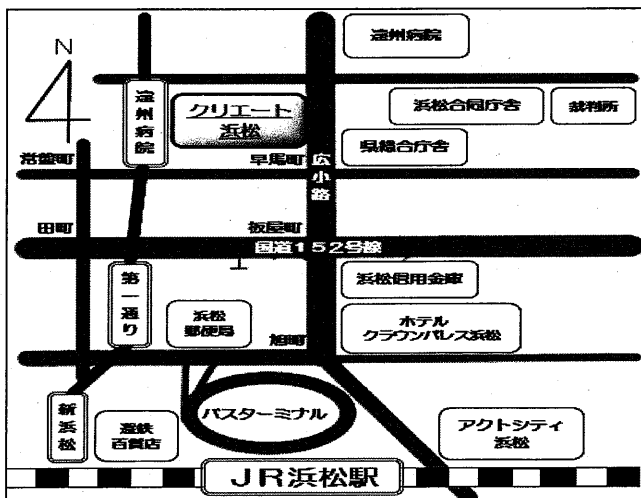 N
遠州病院
遠州病院
クリエート
浜松
浜松合同庁舎
裁判所
県総合庁舎
常盤町
早馬町
広小路
田町
板屋町
国道152号線
第一通り
浜松
郵便局
浜松信用金庫
ホテル
クラウンパレス浜松
旭町
新浜松
遠鉄
百貨店
バスターミナル
アクトシティ
浜松
JR浜松駅